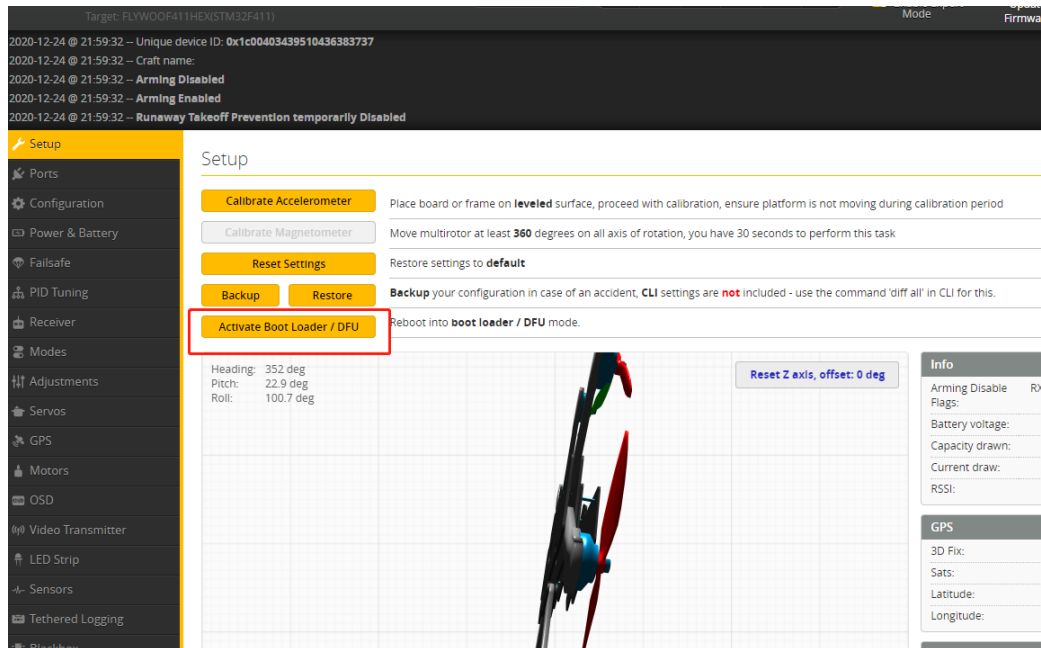 Mode
Firmwa
Target: FLYWOOF411HEX(STM32F411)
2020-12-24 @ 21:59:32 -- Unique device ID: 0x1c00403439510436383737
2020-12-24 @ 21:59:32 -- Craft name:
2020-12-24 @ 21:59:32 -- Arming Disabled
2020-12-24 @ 21:59:32 -- Arming Enabled
2020-12-24 @ 21:59:32 -- Runaway Takeoff Prevention temporarily Disabled
Setup
Ports
Configuration
Power & Battery
Failsafe
PID Tuning
Receiver
Modes
Adjustments
Servos
GPS
Motors
OSD
Video Transmitter
LED Strip
Sensors
Tethered Logging
Blackbox
Setup
Calibrate Accelerometer
Place board or frame on leveled surface, proceed with calibration, ensure platform is not moving during calibration period
Calibrate Magnetometer
Move multirotor at least 360 degrees on all axis of rotation, you have 30 seconds to perform this task
Reset Settings
Restore settings to default
Backup
Restore
Backup your configuration in case of an accident, CLI settings are not included - use the command 'diff all' in CLI for this.
Activate Boot Loader / DFU
Reboot into boot loader / DFU mode.
Heading: 352 deg
Pitch: 22.9 deg
Roll: 100.7 deg
Reset Z axis, offset: 0 deg
Info
Arming Disable RX
Flags:
Battery voltage:
Capacity drawn:
Current draw:
RSSI:
GPS
3D Fix:
Sats:
Latitude:
Longitude: